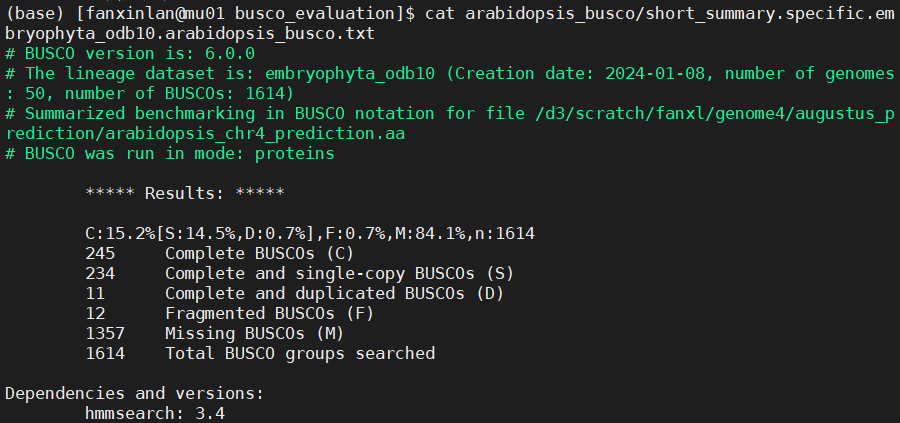 (base) [fanxinlan@mu01 busco_evaluation]$ cat arabidopsis_busco/short_summary.specific.em
bryophyta_odb10.arabidopsis_busco.txt
# BUSCO version is: 6.0.0
# The lineage dataset is: embryophyta_odb10 (Creation date: 2024-01-08, number of genomes
: 50, number of BUSCOs: 1614)
# Summarized benchmarking in BUSCO notation for file /d3/scratch/fanxl/genome4/augustus_p
rediction/arabidopsis_chr4_prediction.aa
# BUSCO was run in mode: proteins
***** Results: *****
C:15.2%[S:14.5%,D:0.7%],F:0.7%,M:84.1%,n:1614
245 Complete BUSCOs (C)
234 Complete and single-copy BUSCOs (S)
11 Complete and duplicated BUSCOs (D)
12 Fragmented BUSCOs (F)
1357 Missing BUSCOs (M)
1614 Total BUSCO groups searched
Dependencies and versions:
hmmsearch: 3.4